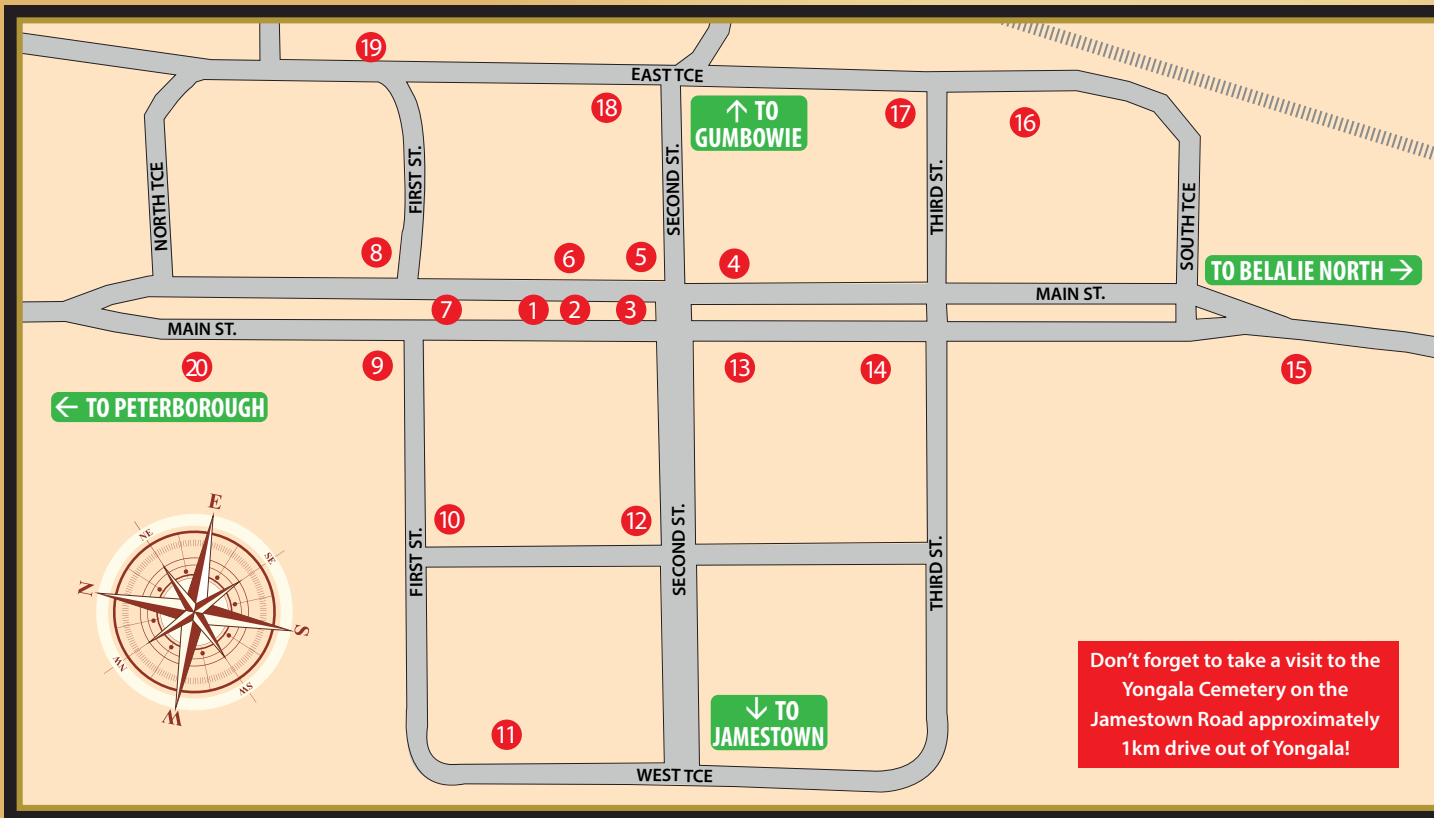 19
EAST TCE
18
↑ TO
GUMBOWIE
17
16
NORTH TCE
FIRST ST.
SECOND ST.
THIRD ST.
SOUTH TCE
8
6
5
4
TO BELALIE NORTH →
MAIN ST.
7
1
2
3
MAIN ST.
20
9
13
14
15
← TO PETERBOROUGH
E
NE
SE
N
S
NW
SW
W
10
12
FIRST ST.
SECOND ST.
THIRD ST.
11
↓ TO
JAMESTOWN
WEST TCE
Don't forget to take a visit to the
Yongala Cemetery on the
Jamestown Road approximately
1km drive out of Yongala!